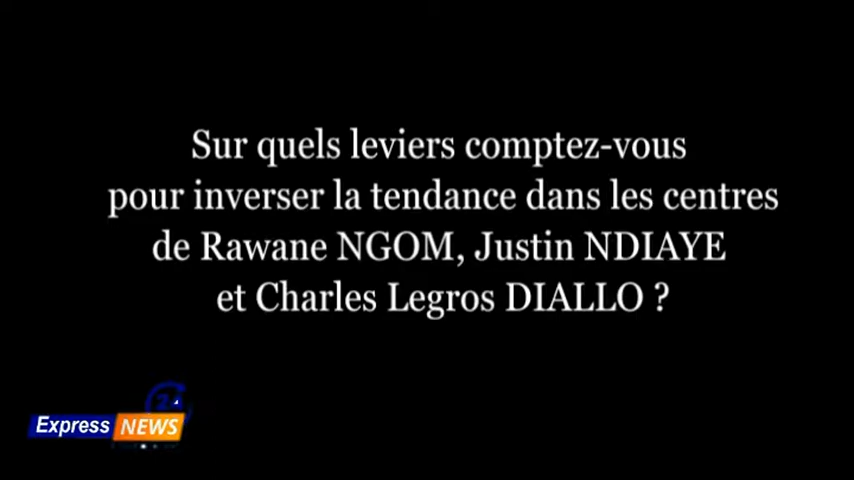 Sur quels leviers comptez-vous
pour inverser la tendance dans les centres
de Rawane NGOM, Justin NDIAYE
et Charles Legros DIALLO ?
24
Express NEWS